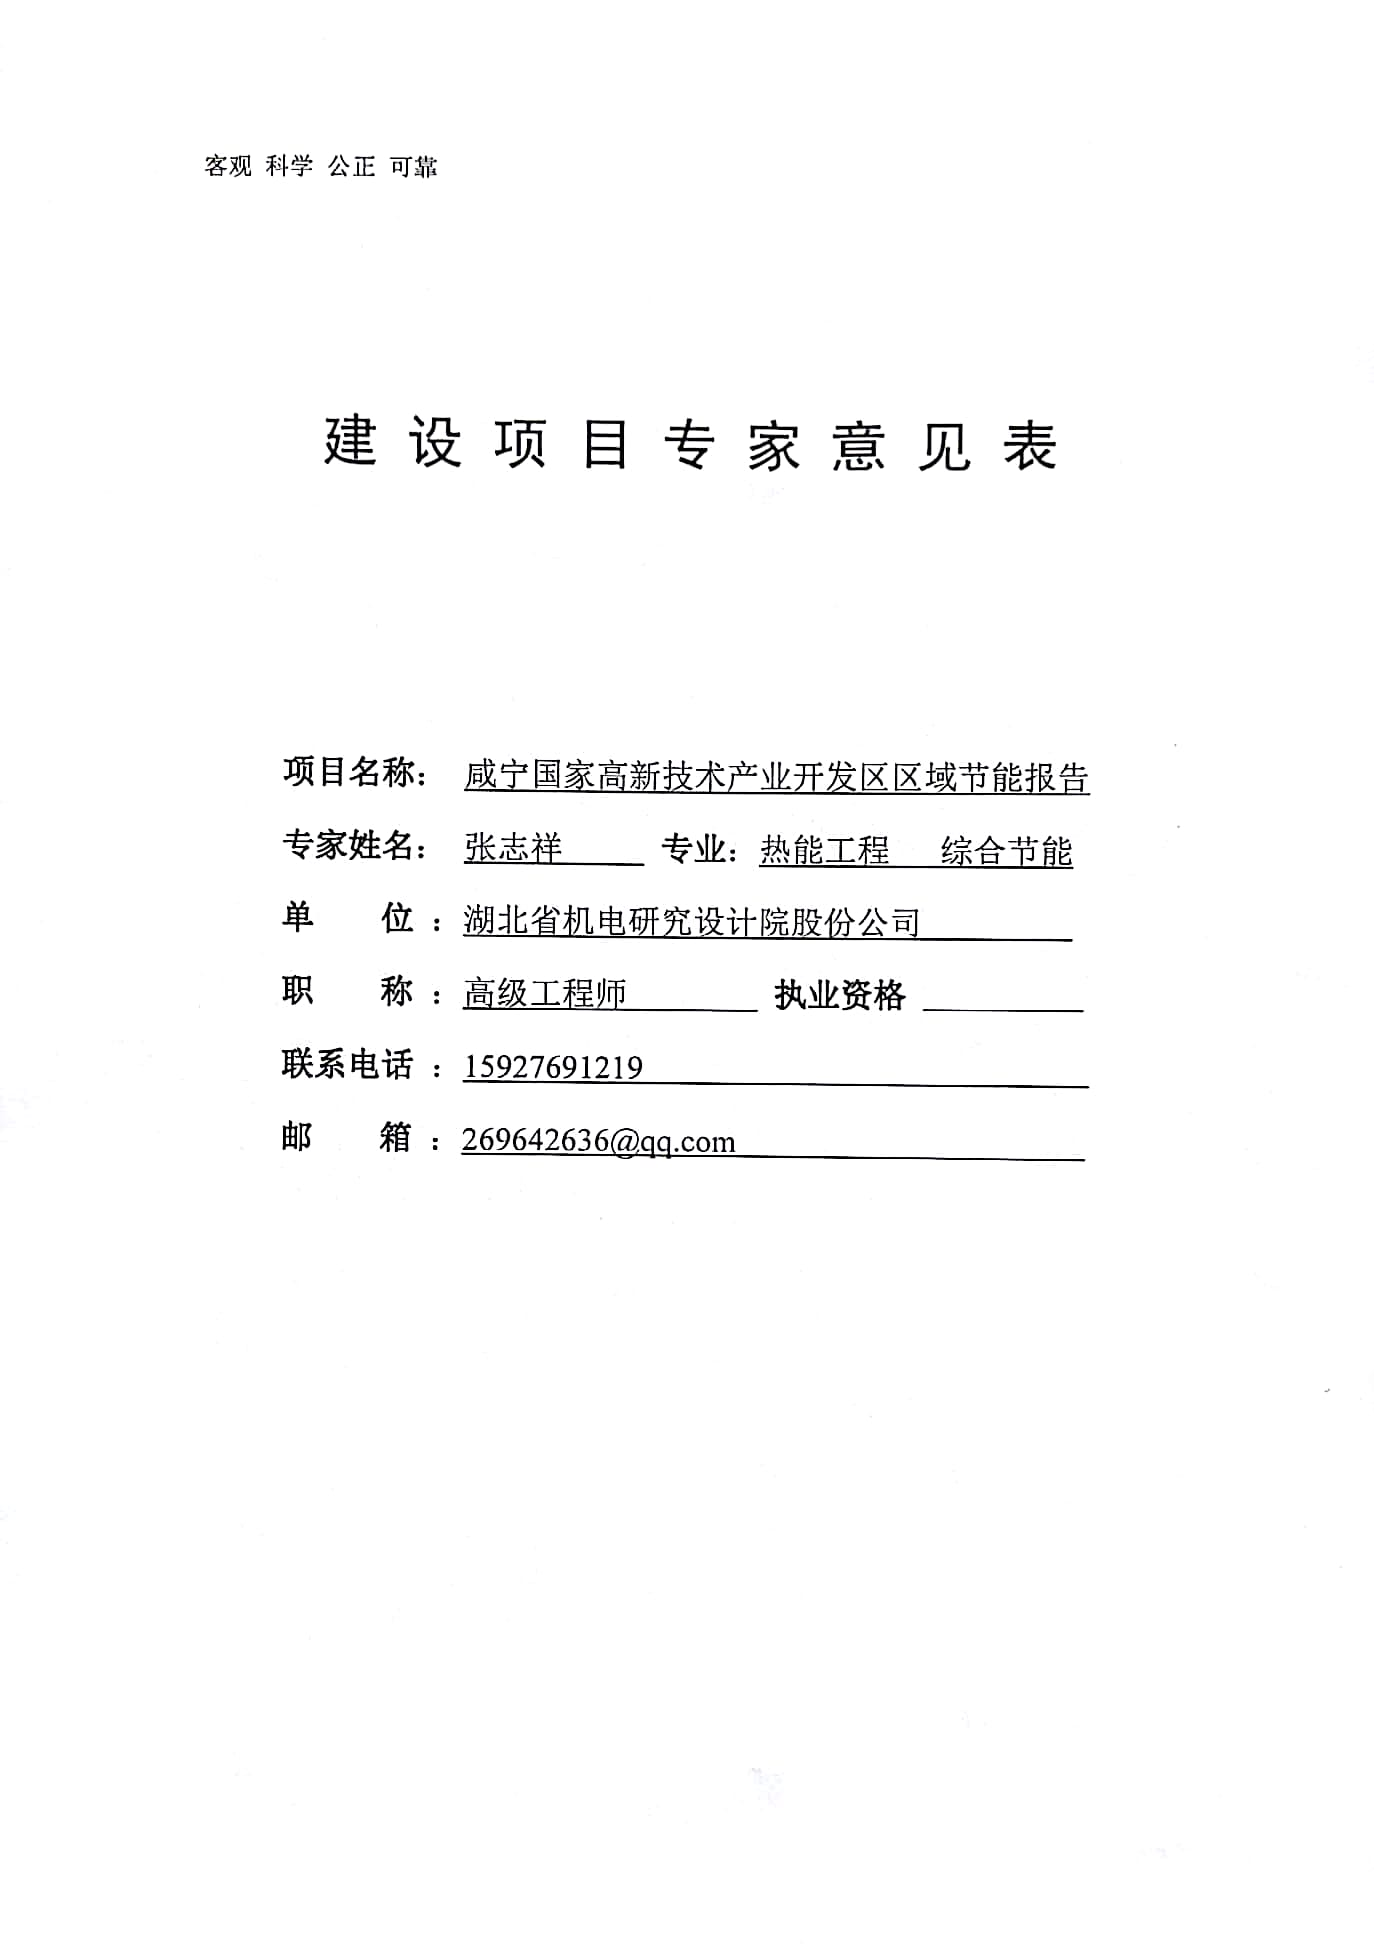 客观 科学 公正 可靠
建设项目专家意见表
项目名称： 咸宁国家高新技术产业开发区区域节能报告
专家姓名： 张志祥 专业：热能工程 综合节能
单 位 ：湖北省机电研究设计院股份公司
职 称 ：高级工程师 执业资格
联系电话 ：15927691219
邮 箱 ：269642636@qq.com